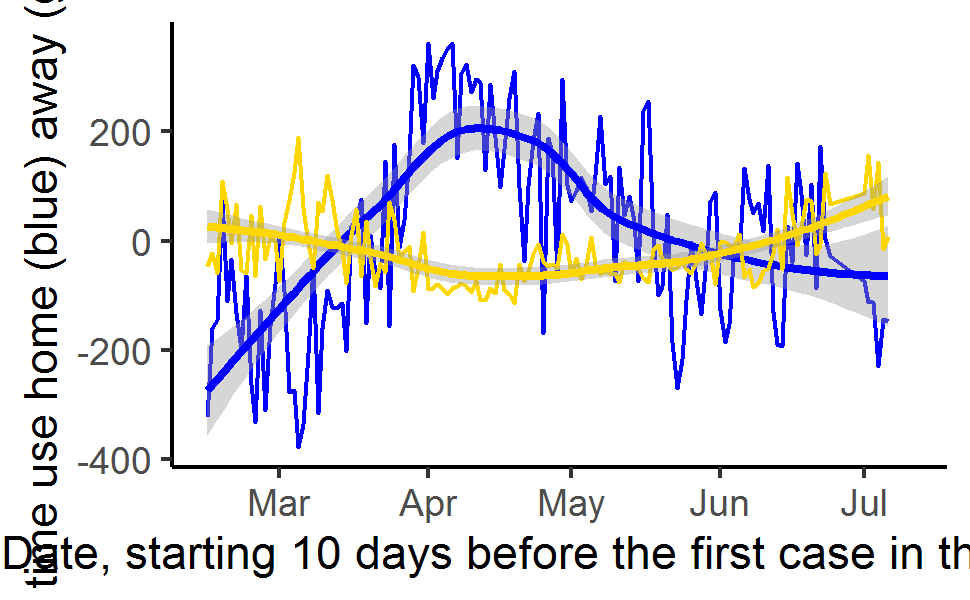 time use home (blue) away (
200
0
-200
-400
Mar Apr May Jun Jul
Date, starting 10 days before the first case in th